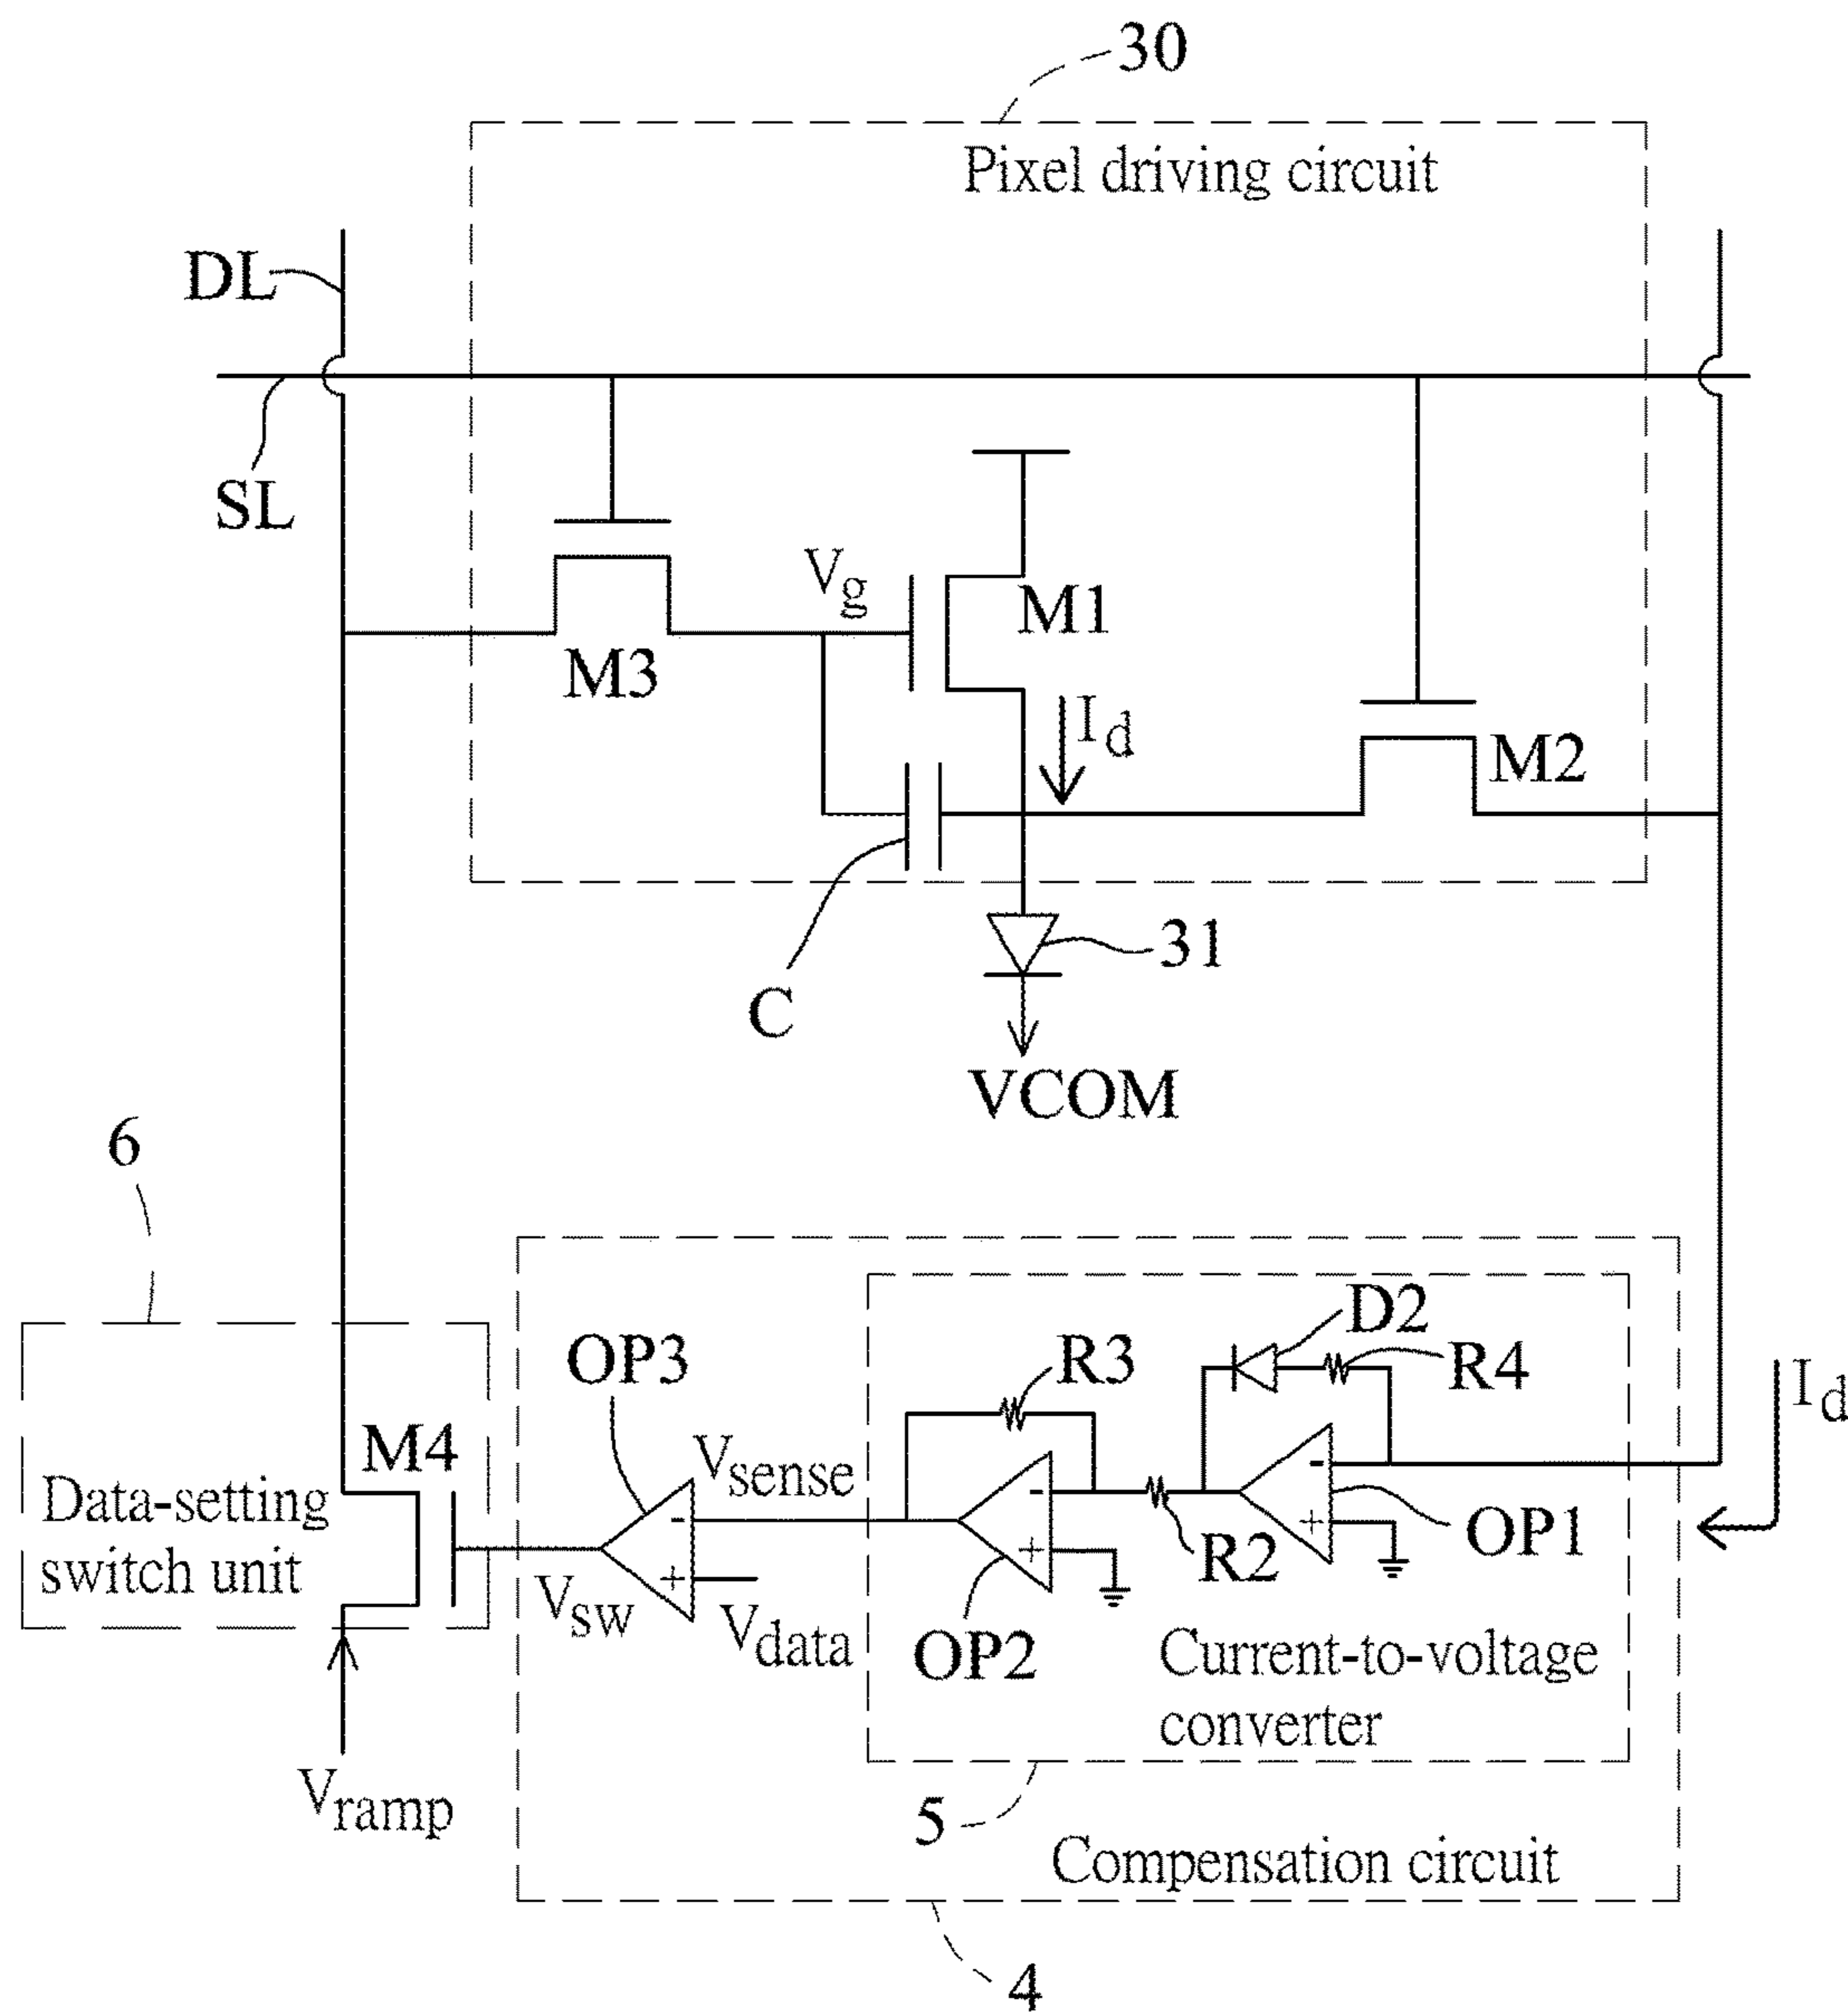 30
Pixel driving circuit
DL
SL
Vg
M1
M3
Id
M2
31
C
VCOM
6
D2
OP3
R3
R4
Id
M4
Vsense
Data-setting
switch unit
OP1
R2
Vsw
Vdata
OP2
Current-to-voltage
converter
Vramp
5
Compensation circuit
4